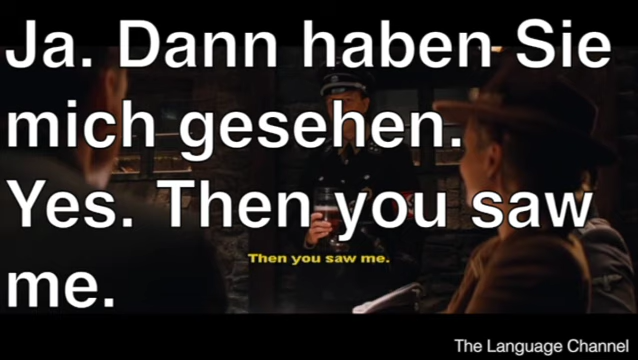 Ja. Dann haben Sie
mich gesehen.
Yes. Then you saw
me.
Then you saw me.
The Language Channel